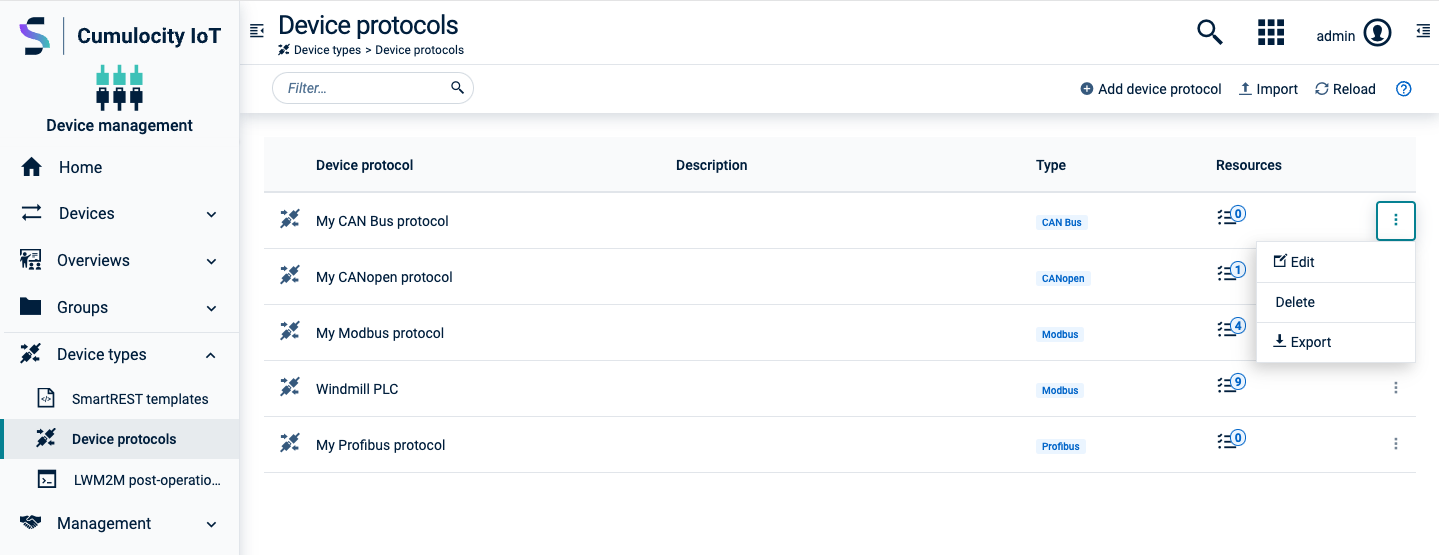 Cumulocity IoT
Device management
Home
Devices
Overviews
Groups
Device types
SmartREST templates
Device protocols
LWM2M post-operatio...
Management
Device protocols
Device types > Device protocols
admin
Filter...
Add device protocol Import Reload
Device protocol Description Type Resources
My CAN Bus protocol CAN Bus 0
My CANopen protocol CANopen 1
My Modbus protocol Modbus 4
Windmill PLC Modbus 9
My Profibus protocol Profibus 0
Edit
Delete
Export